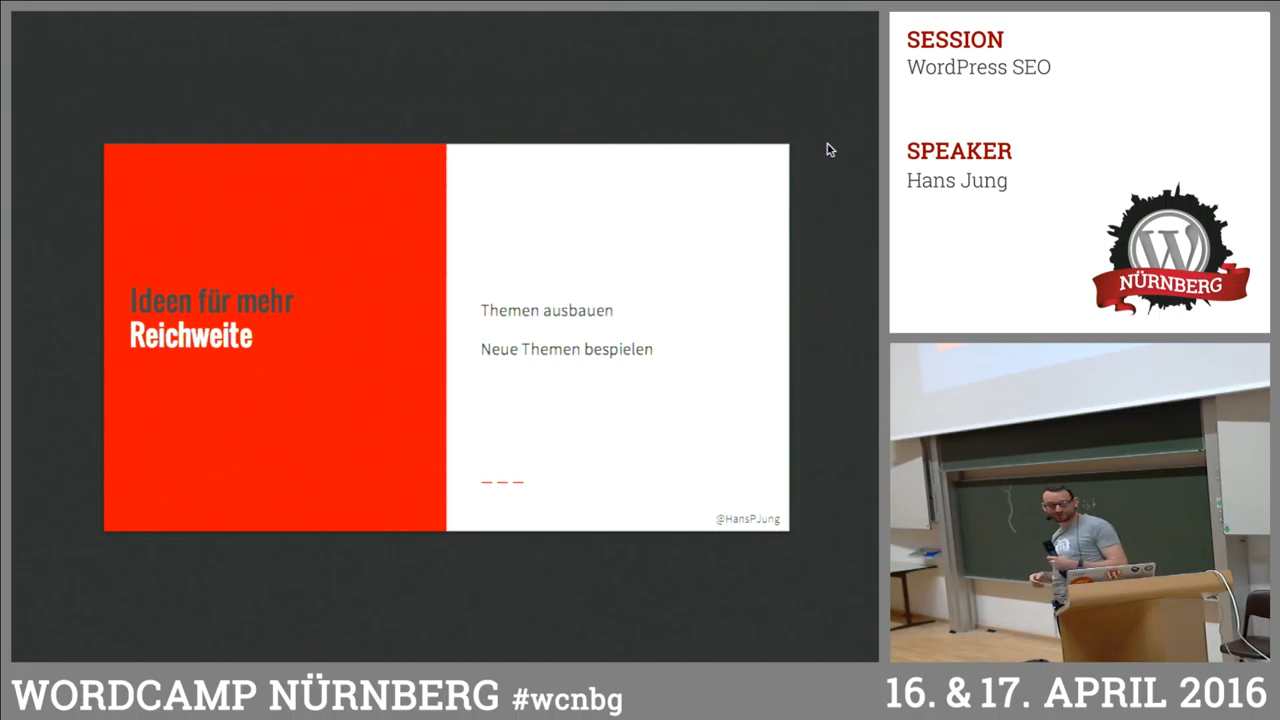 Ideen für mehr
Reichweite
Themen ausbauen
Neue Themen bespielen
@HansPJung
SESSION
WordPress SEO
SPEAKER
Hans Jung
W
NÜRNBERG
WORDCAMP NÜRNBERG #wcnbg
16. & 17. APRIL 2016